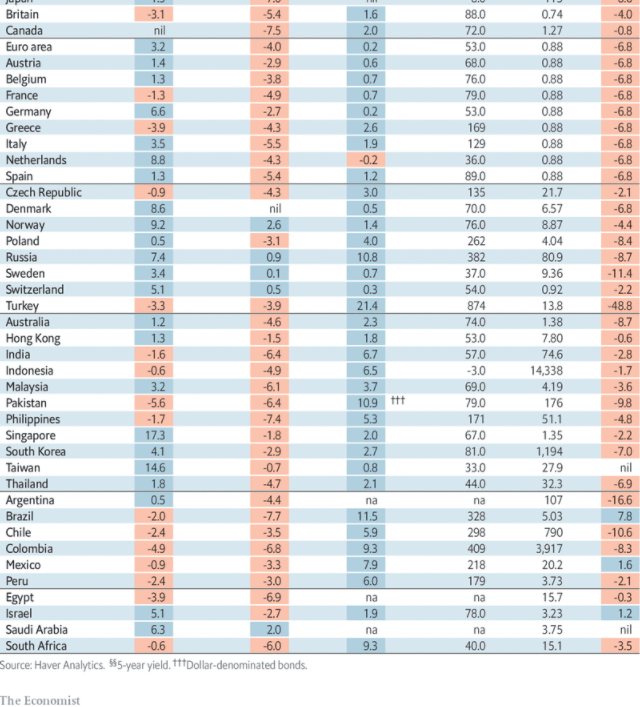 Britain -3.1 -5.4 1.6 88.0 0.74 -4.0
Canada nil -7.5 2.0 72.0 1.27 -0.8
Euro area 3.2 -4.0 0.2 53.0 0.88 -6.8
Austria 1.4 -2.9 0.6 68.0 0.88 -6.8
Belgium 1.3 -3.8 0.7 76.0 0.88 -6.8
France -1.3 -4.9 0.7 79.0 0.88 -6.8
Germany 6.6 -2.7 0.2 53.0 0.88 -6.8
Greece -3.9 -4.3 2.6 169 0.88 -6.8
Italy 3.5 -5.5 1.9 129 0.88 -6.8
Netherlands 8.8 -4.3 -0.2 36.0 0.88 -6.8
Spain 1.3 -5.4 1.2 89.0 0.88 -6.8
Czech Republic -0.9 -4.3 3.0 135 21.7 -2.1
Denmark 8.6 nil 0.5 70.0 6.57 -6.8
Norway 9.2 2.6 1.4 76.0 8.87 -4.4
Poland 0.5 -3.1 4.0 262 4.04 -8.4
Russia 7.4 0.9 10.8 382 80.9 -8.7
Sweden 3.4 0.1 0.7 37.0 9.36 -11.4
Switzerland 5.1 0.5 0.3 54.0 0.92 -2.2
Turkey -3.3 -3.9 21.4 874 13.8 -48.8
Australia 1.2 -4.6 2.3 74.0 1.38 -8.7
Hong Kong 1.3 -1.5 1.8 53.0 7.80 -0.6
India -1.6 -6.4 6.7 57.0 74.6 -2.8
Indonesia -0.6 -4.9 6.5 -3.0 14,338 -1.7
Malaysia 3.2 -6.1 3.7 69.0 4.19 -3.6
Pakistan -5.6 -6.4 10.9 ††† 79.0 176 -9.8
Philippines -1.7 -7.4 5.3 171 51.1 -4.8
Singapore 17.3 -1.8 2.0 67.0 1.35 -2.2
South Korea 4.1 -2.9 2.7 81.0 1,194 -7.0
Taiwan 14.6 -0.7 0.8 33.0 27.9 nil
Thailand 1.8 -4.7 2.1 44.0 32.3 -6.9
Argentina 0.5 -4.4 na na 107 -16.6
Brazil -2.0 -7.7 11.5 328 5.03 7.8
Chile -2.4 -3.5 5.9 298 790 -10.6
Colombia -4.9 -6.8 9.3 409 3,917 -8.3
Mexico -0.9 -3.3 7.9 218 20.2 1.6
Peru -2.4 -3.0 6.0 179 3.73 -2.1
Egypt -3.9 -6.9 na na 15.7 -0.3
Israel 5.1 -2.7 1.9 78.0 3.23 1.2
Saudi Arabia 6.3 2.0 na na 3.75 nil
South Africa -0.6 -6.0 9.3 40.0 15.1 -3.5
Source: Haver Analytics. §§5-year yield. †††Dollar-denominated bonds.
The Economist